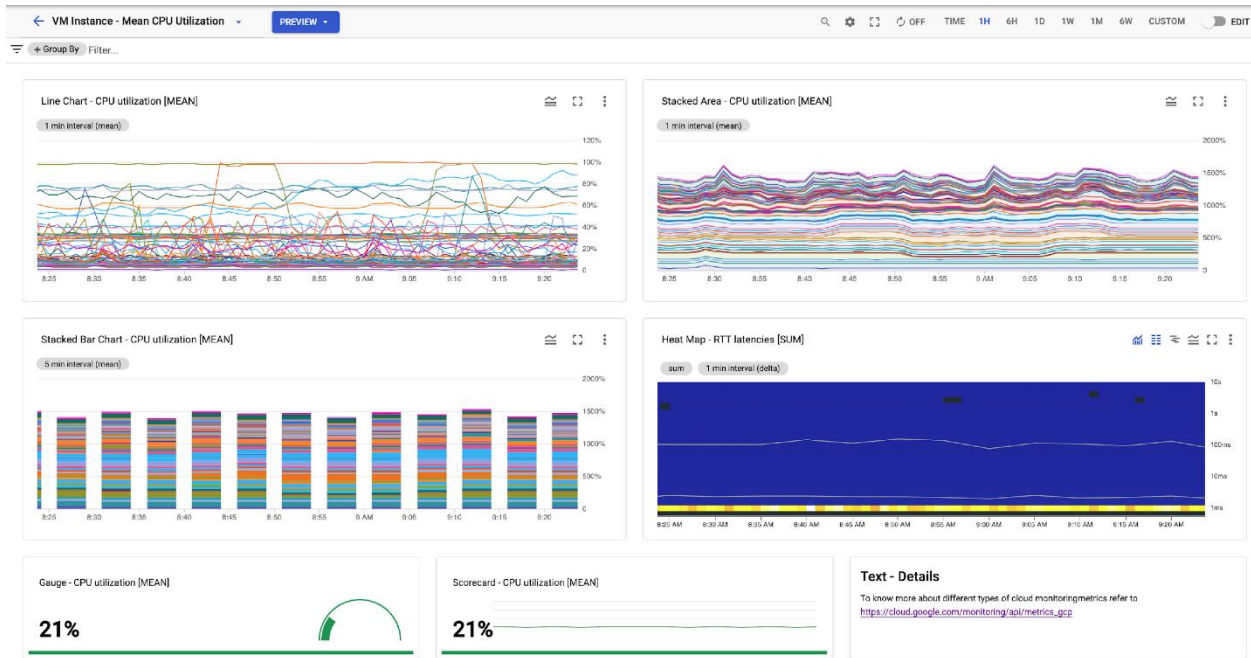 VM Instance - Mean CPU Utilization
PREVIEW
OFF TIME 1H 6H 1D 1W 1M 6W CUSTOM EDIT
+ Group By Filter...
Line Chart - CPU utilization [MEAN]
1 min interval (mean)
120%
100%
80%
60%
40%
20%
0
8:25 8:30 8:35 8:40 8:45 8:50 8:55 9 AM 9:05 9:10 9:15 9:20
Stacked Area - CPU utilization [MEAN]
1 min interval (mean)
2000%
1500%
1000%
500%
0
8:25 8:30 8:35 8:40 8:45 8:50 8:55 9 AM 9:05 9:10 9:15 9:20
Stacked Bar Chart - CPU utilization [MEAN]
5 min interval (mean)
2000%
1500%
1000%
500%
0
8:25 8:30 8:35 8:40 8:45 8:50 8:55 9 AM 9:05 9:10 9:15 9:20
Heat Map - RTT latencies [SUM]
sum 1 min interval (delta)
10s
1s
100ms
10ms
1ms
8:25 AM 8:30 AM 8:35 AM 8:40 AM 8:45 AM 8:50 AM 8:55 AM 9:00 AM 9:05 AM 9:10 AM 9:15 AM 9:20 AM
Gauge - CPU utilization [MEAN]
21%
Scorecard - CPU utilization [MEAN]
21%
Text - Details
To know more about different types of cloud monitoringmetrics refer to
https://cloud.google.com/monitoring/api/metrics_gcp